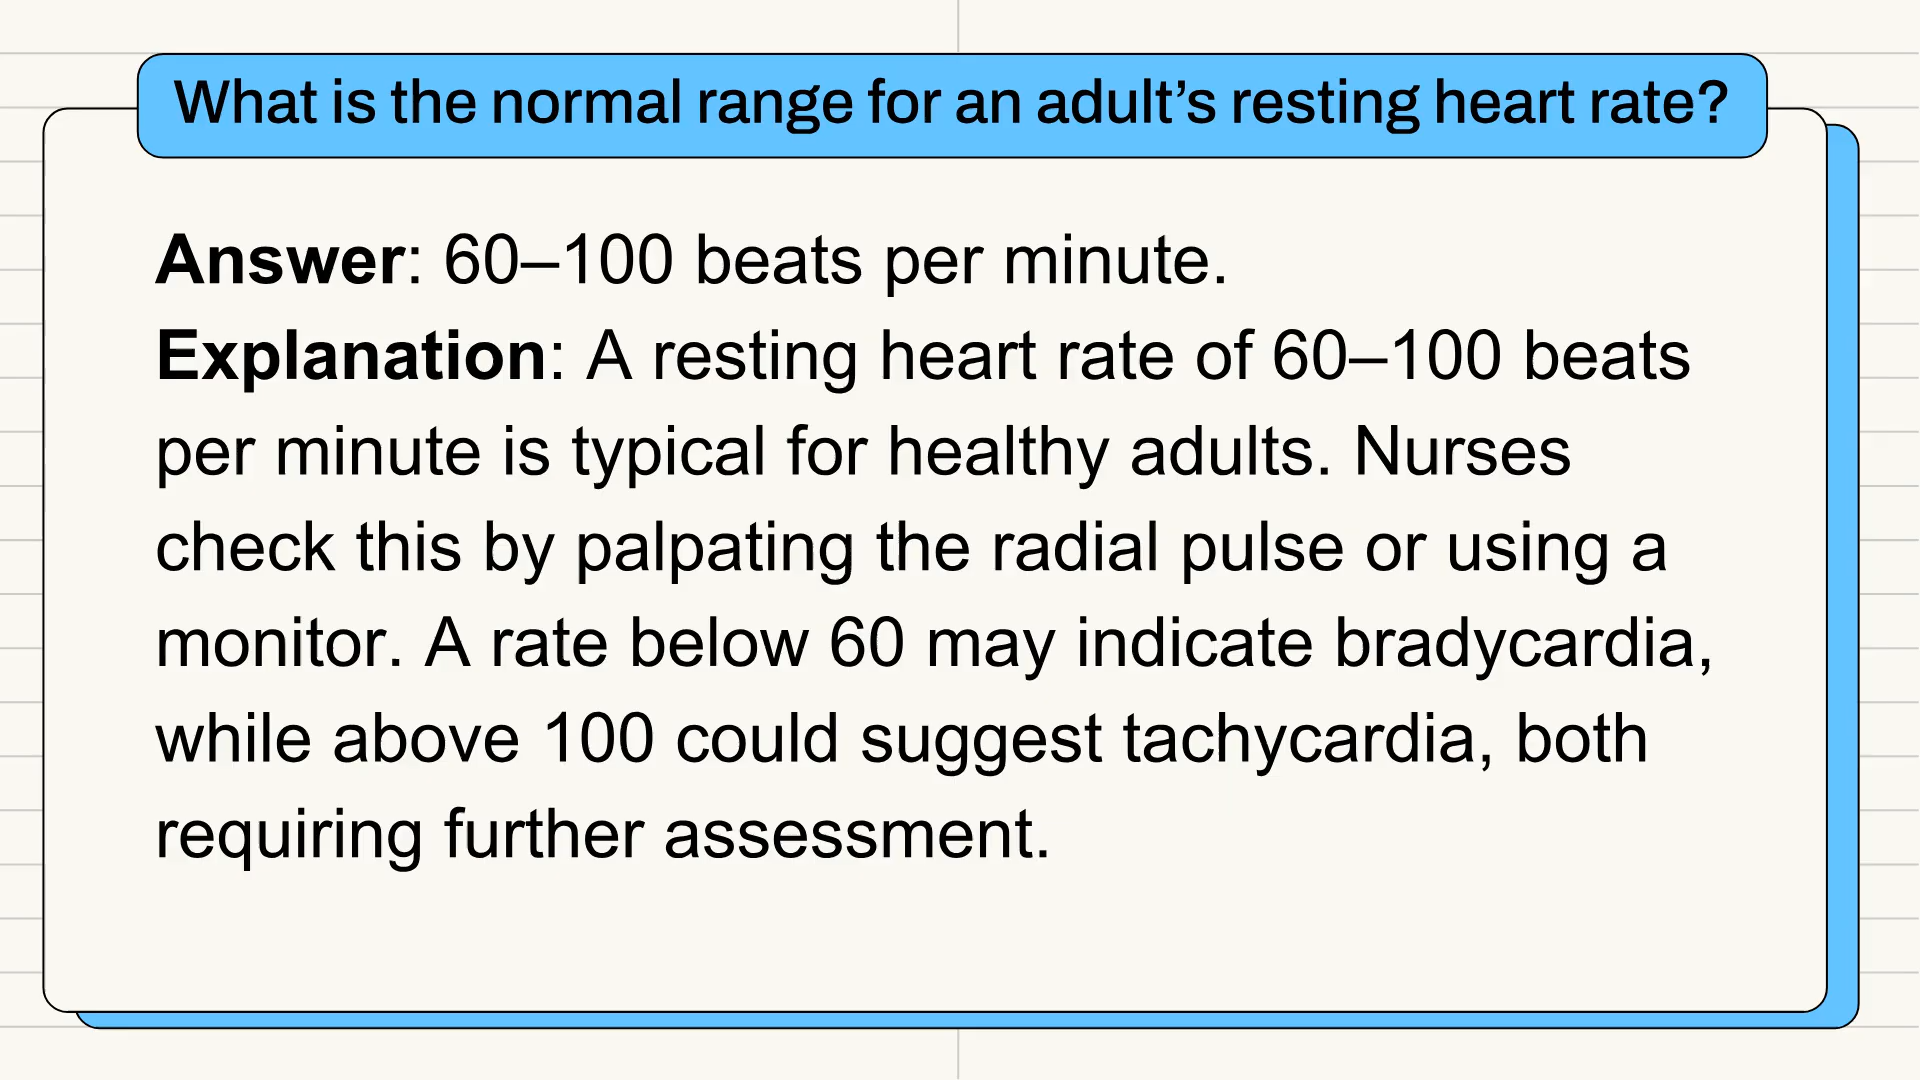 What is the normal range for an adult’s resting heart rate?
Answer: 60–100 beats per minute.
Explanation: A resting heart rate of 60–100 beats
per minute is typical for healthy adults. Nurses
check this by palpating the radial pulse or using a
monitor. A rate below 60 may indicate bradycardia,
while above 100 could suggest tachycardia, both
requiring further assessment.